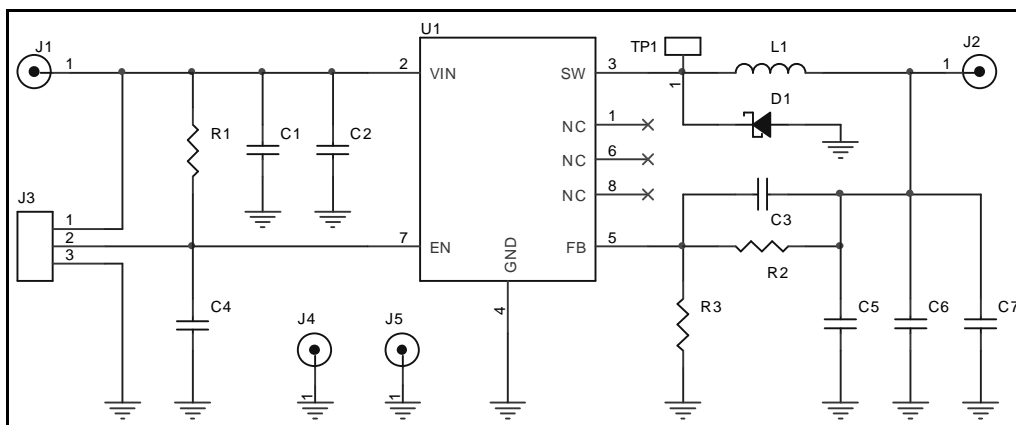 U1
J1
1
2
VIN
SW
3
TP1
1
L1
J2
1
D1
NC
1
NC
6
NC
8
R1
C1
C2
J3
1
2
3
7
EN
GND
FB
5
C3
R2
4
C4
J4
J5
R3
C5
C6
C7
1
1